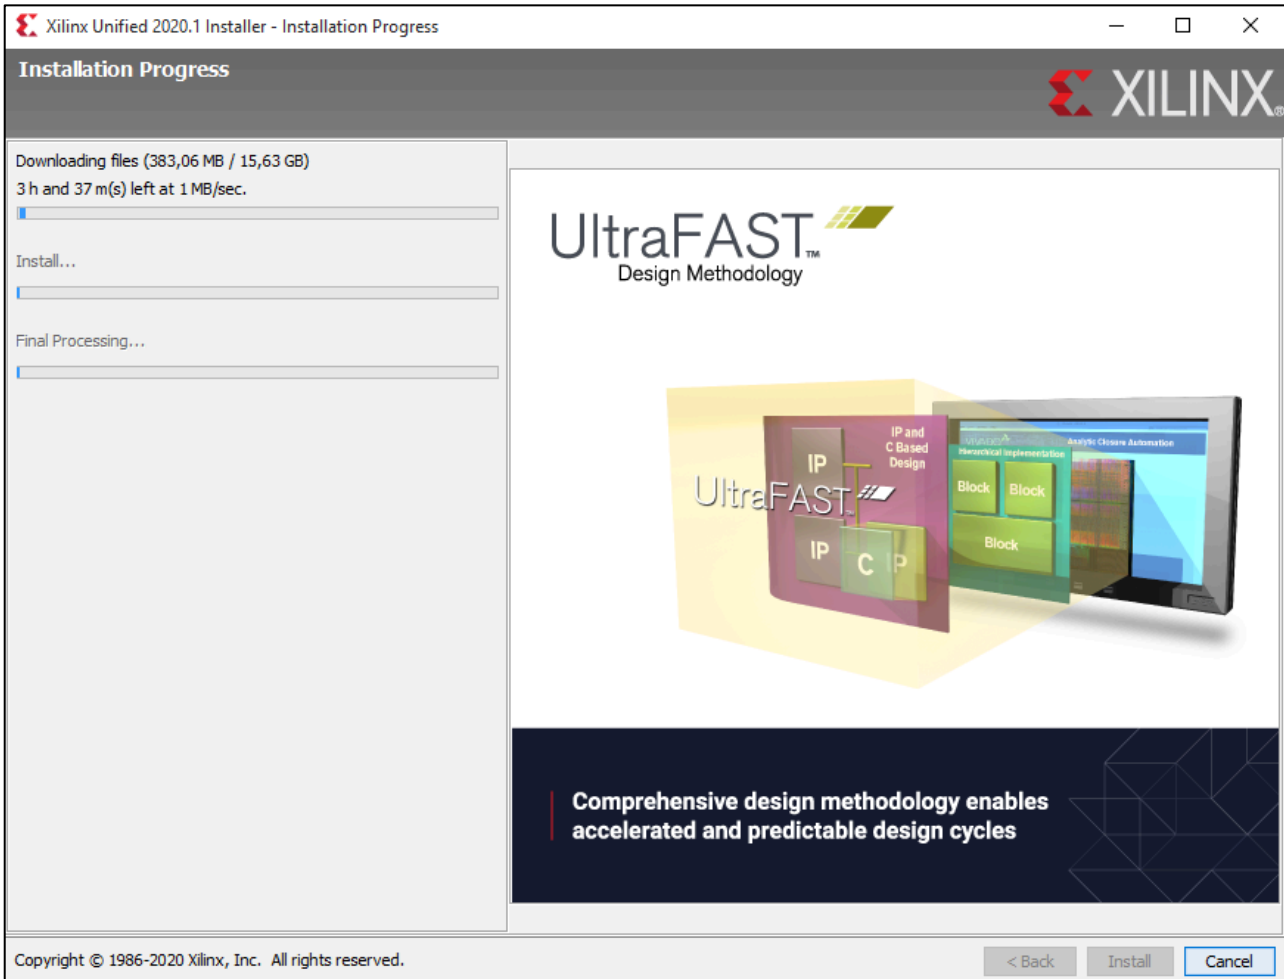 Xilinx Unified 2020.1 Installer - Installation Progress
Installation Progress
XILINX®
Downloading files (383,06 MB / 15,63 GB)
3 h and 37 m(s) left at 1 MB/sec.
Install...
Final Processing...
UltraFAST™
Design Methodology
IP and
C Based
Design
IP
UltraFAST
IP
C
IP
VIVADO
Analytic Closure Automation
Hierarchical Implementation
Block
Block
Block
Comprehensive design methodology enables
accelerated and predictable design cycles
Copyright © 1986-2020 Xilinx, Inc. All rights reserved.
< Back
Install
Cancel